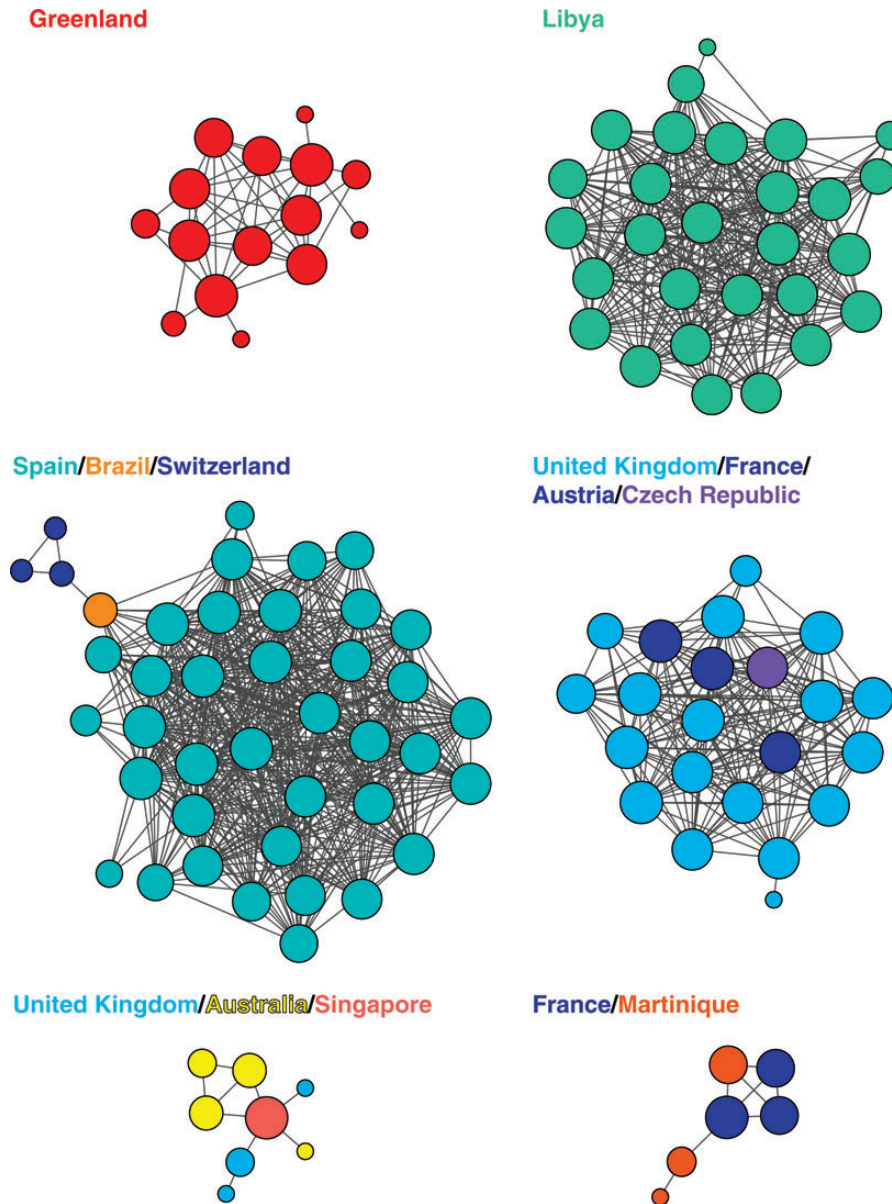 Greenland
Libya
Spain/Brazil/Switzerland
United Kingdom/France/
Austria/Czech Republic
United Kingdom/Australia/Singapore
France/Martinique